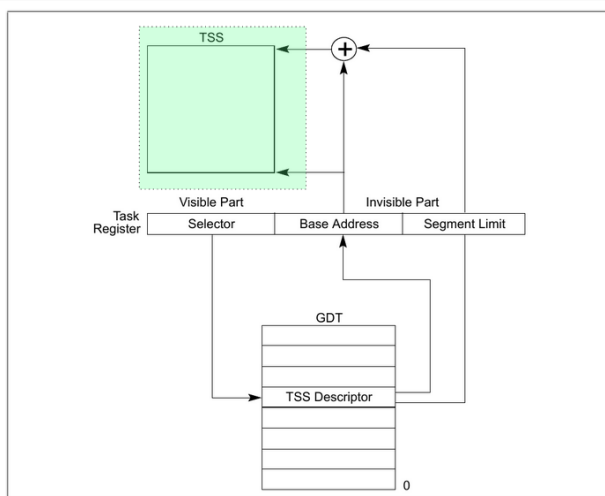 TSS
+
Visible Part Invisible Part
Task
Register
Selector Base Address Segment Limit
GDT
TSS Descriptor
0